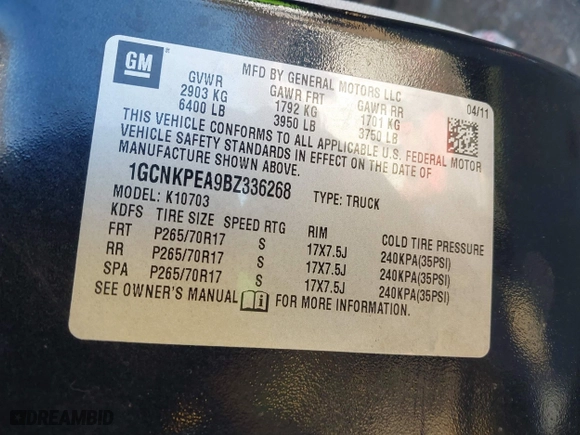 GM
MFD BY GENERAL MOTORS LLC
GVWR GAWR FRT GAWR RR 04/11
2903 KG 1792 KG 1701 KG
6400 LB 3950 LB 3750 LB
THIS VEHICLE CONFORMS TO ALL APPLICABLE U.S. FEDERAL MOTOR
VEHICLE SAFETY STANDARDS IN EFFECT ON THE DATE OF
MANUFACTURE SHOWN ABOVE.
1GCNKPEA9BZ336268 TYPE: TRUCK
MODEL: K10703
KDFS TIRE SIZE SPEED RTG RIM COLD TIRE PRESSURE
FRT P265/70R17 S 17X7.5J 240KPA(35PSI)
RR P265/70R17 S 17X7.5J 240KPA(35PSI)
SPA P265/70R17 S 17X7.5J 240KPA(35PSI)
SEE OWNER'S MANUAL FOR MORE INFORMATION.
DREAMBID